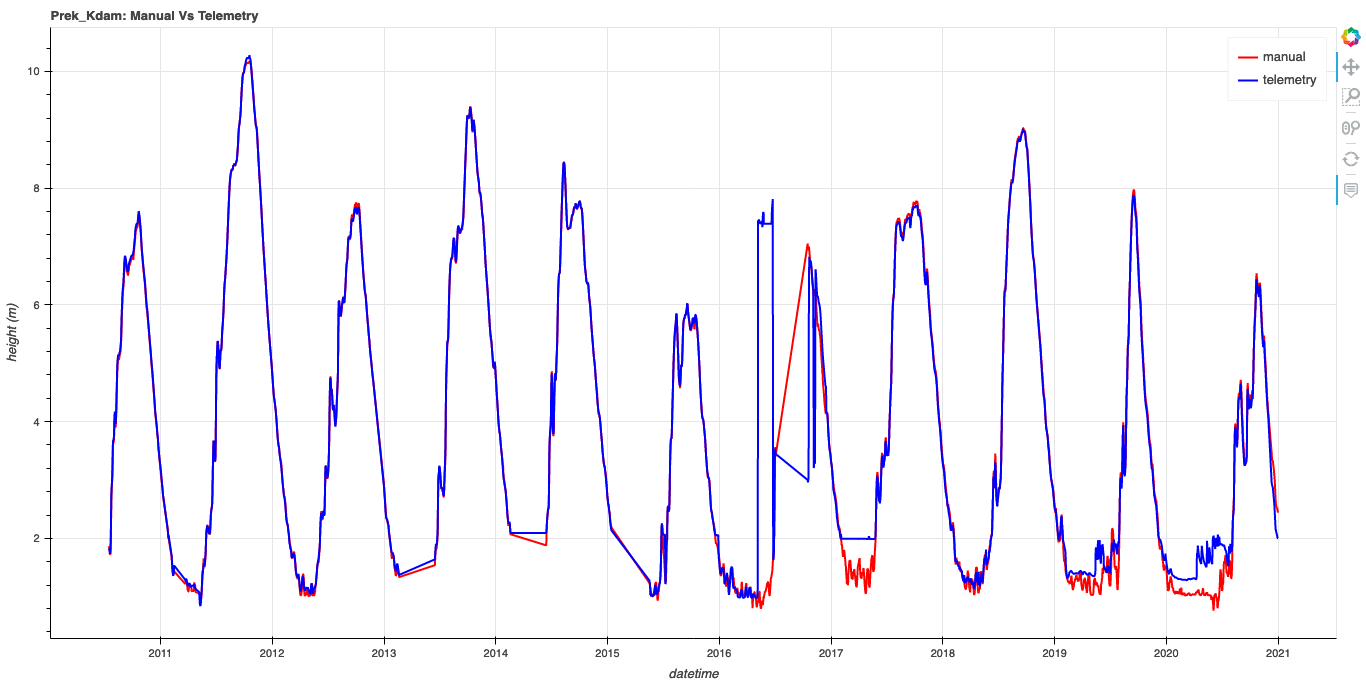 Prek_Kdam: Manual Vs Telemetry
manual
telemetry
height (m)
10
8
6
4
2
2011 2012 2013 2014 2015 2016 2017 2018 2019 2020 2021
datetime